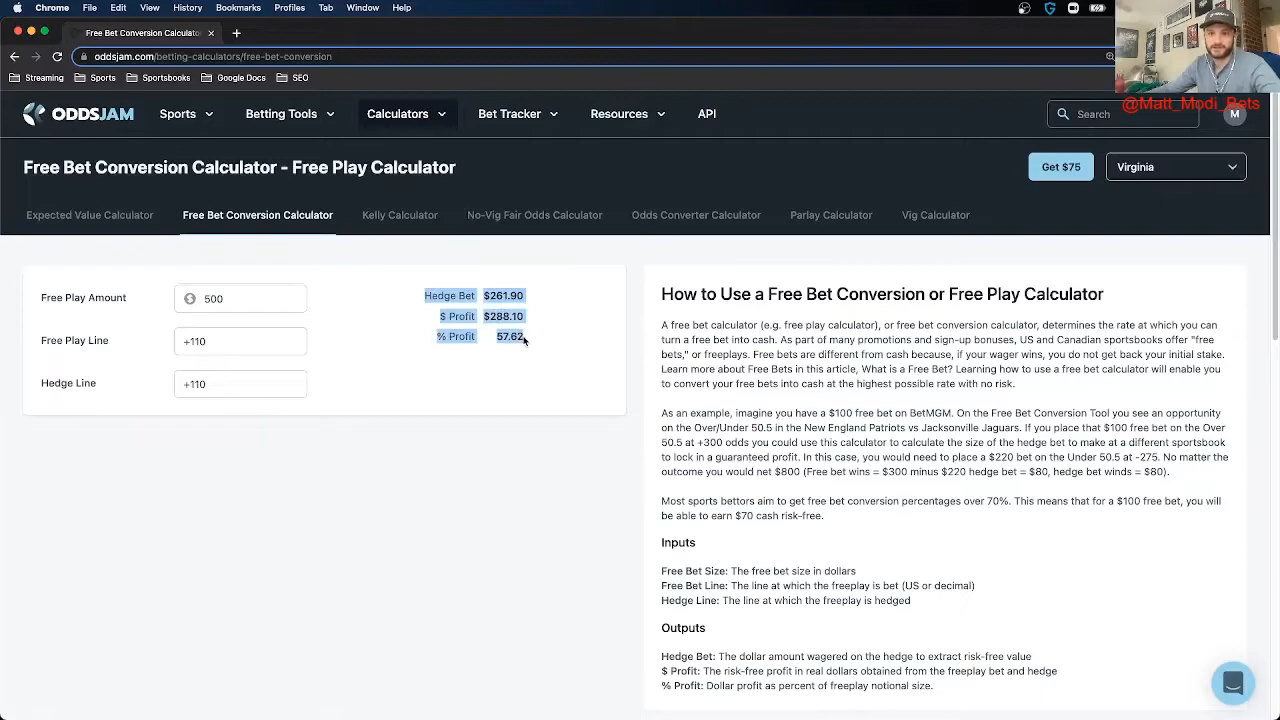 Chrome File Edit View History Bookmarks Profiles Tab Window Help
Free Bet Conversion Calculato
oddsjam.com/betting-calculators/free-bet-conversion
Streaming Sports Sportsbooks Google Docs SEO
ODDSJAM Sports Betting Tools Calculators Bet Tracker Resources API Search M
@Matt_Modi_Bets
Free Bet Conversion Calculator - Free Play Calculator Get $75 Virginia
Expected Value Calculator Free Bet Conversion Calculator Kelly Calculator No-Vig Fair Odds Calculator Odds Converter Calculator Parlay Calculator Vig Calculator
Free Play Amount $ 500
Free Play Line +110
Hedge Line +110
Hedge Bet $261.90
$ Profit $288.10
% Profit 57.62
How to Use a Free Bet Conversion or Free Play Calculator
A free bet calculator (e.g. free play calculator), or free bet conversion calculator, determines the rate at which you can
turn a free bet into cash. As part of many promotions and sign-up bonuses, US and Canadian sportsbooks offer "free
bets," or freeplays. Free bets are different from cash because, if your wager wins, you do not get back your initial stake.
Learn more about Free Bets in this article, What is a Free Bet? Learning how to use a free bet calculator will enable you
to convert your free bets into cash at the highest possible rate with no risk.
As an example, imagine you have a $100 free bet on BetMGM. On the Free Bet Conversion Tool you see an opportunity
on the Over/Under 50.5 in the New England Patriots vs Jacksonville Jaguars. If you place that $100 free bet on the Over
50.5 at +300 odds you could use this calculator to calculate the size of the hedge bet to make at a different sportsbook
to lock in a guaranteed profit. In this case, you would need to place a $220 bet on the Under 50.5 at -275. No matter the
outcome you would net $800 (Free bet wins = $300 minus $220 hedge bet = $80, hedge bet winds = $80).
Most sports bettors aim to get free bet conversion percentages over 70%. This means that for a $100 free bet, you will
be able to earn $70 cash risk-free.
Inputs
Free Bet Size: The free bet size in dollars
Free Bet Line: The line at which the freeplay is bet (US or decimal)
Hedge Line: The line at which the freeplay is hedged
Outputs
Hedge Bet: The dollar amount wagered on the hedge to extract risk-free value
$ Profit: The risk-free profit in real dollars obtained from the freeplay bet and hedge
% Profit: Dollar profit as percent of freeplay notional size.